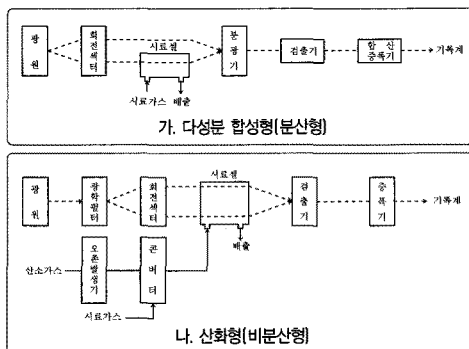 광원
회전섹터
시료셀
분광기
검출기
합산증폭기
기록계
시료가스
배출
가. 다성분 합성형(분산형)
시료셀
광원
광학필터
회전섹터
검출기
증폭기
기록계
배출
산소가스
오존발생기
콘버터
시료가스
나. 산화형(비분산형)